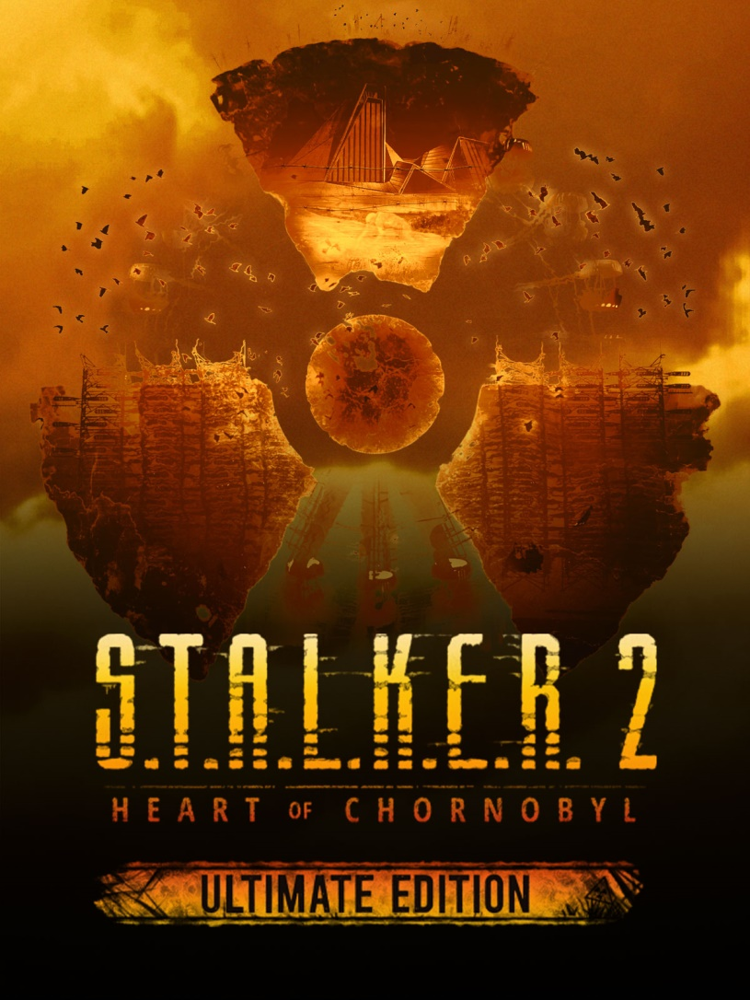 S.T.A.L.K.E.R. 2
HEART OF CHORNOBYL
ULTIMATE EDITION